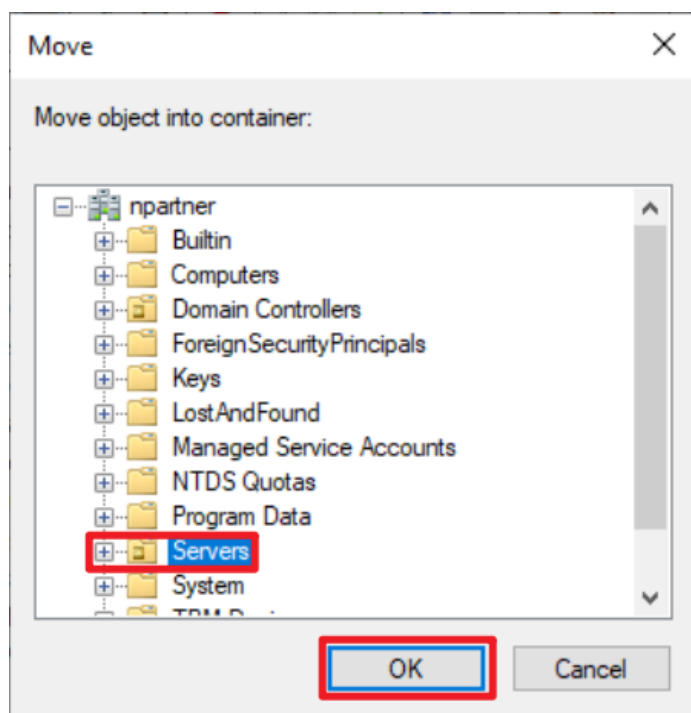 Move
Move object into container:
npartner
Builtin
Computers
Domain Controllers
ForeignSecurityPrincipals
Keys
LostAndFound
Managed Service Accounts
NTDS Quotas
Program Data
Servers
System
OK
Cancel